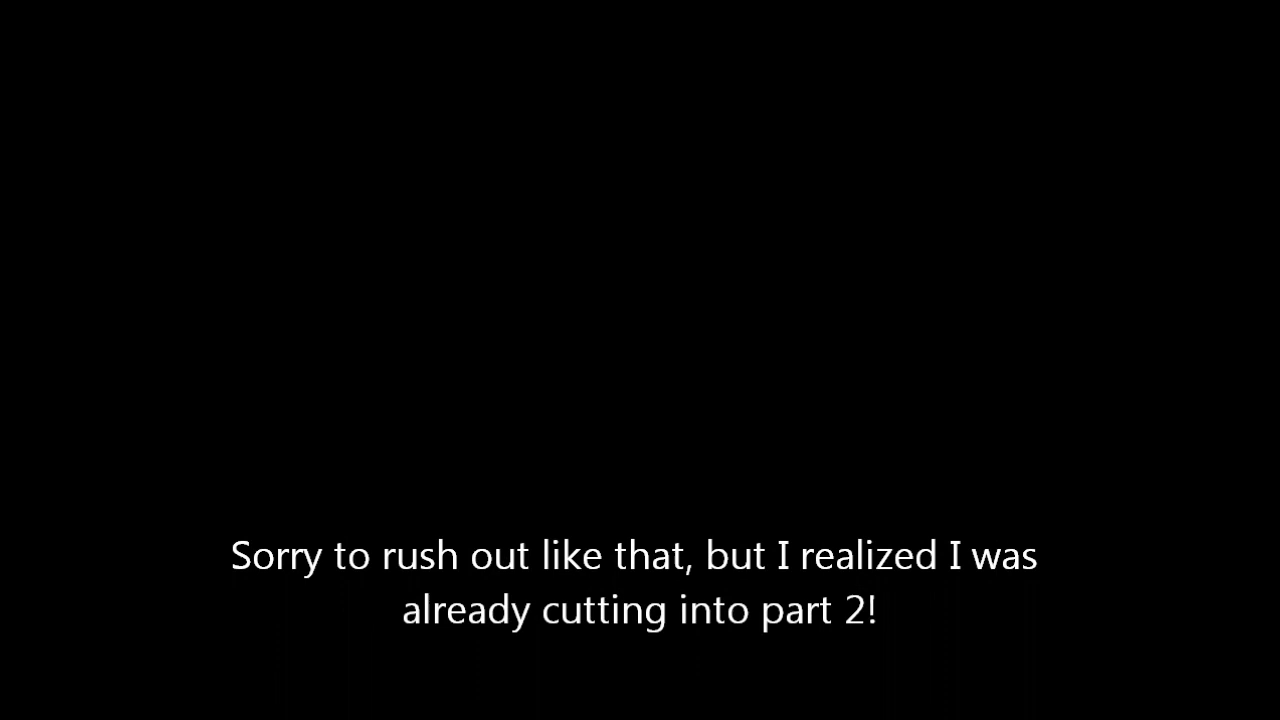 Sorry to rush out like that, but I realized I was
already cutting into part 2!